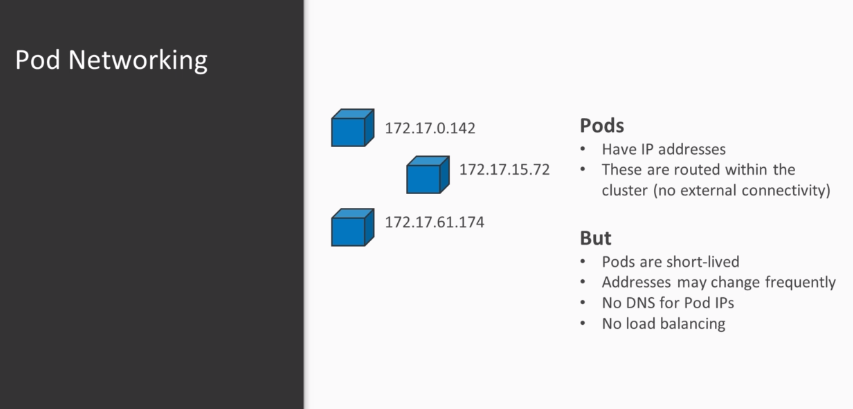 Pod Networking
172.17.0.142
172.17.15.72
172.17.61.174
Pods
• Have IP addresses
• These are routed within the
cluster (no external connectivity)
But
• Pods are short-lived
• Addresses may change frequently
• No DNS for Pod IPs
• No load balancing